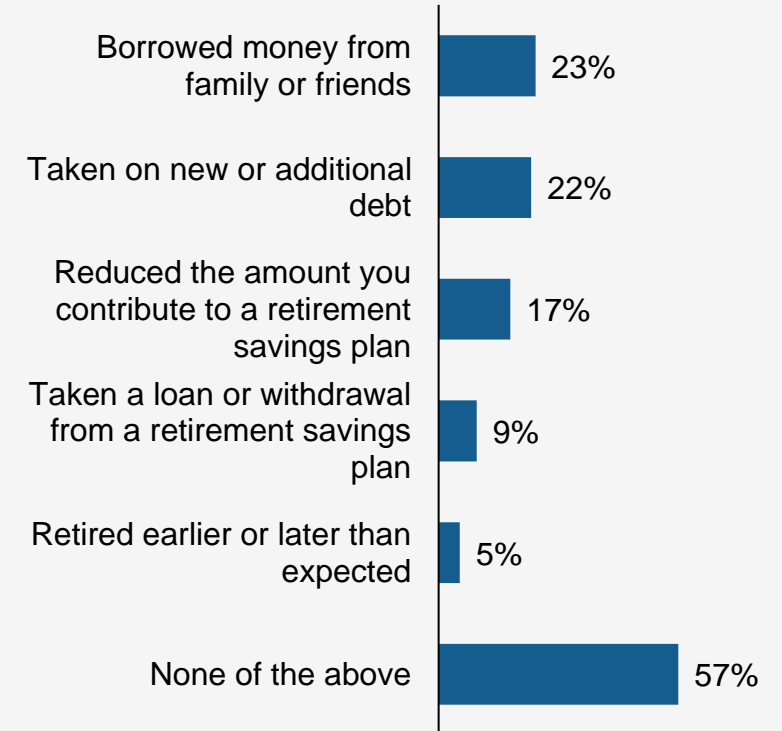 Borrowed money from
family or friends
23%
Taken on new or additional
debt
22%
Reduced the amount you
contribute to a retirement
savings plan
17%
Taken a loan or withdrawal
from a retirement savings
plan
9%
Retired earlier or later than
expected
5%
None of the above
57%